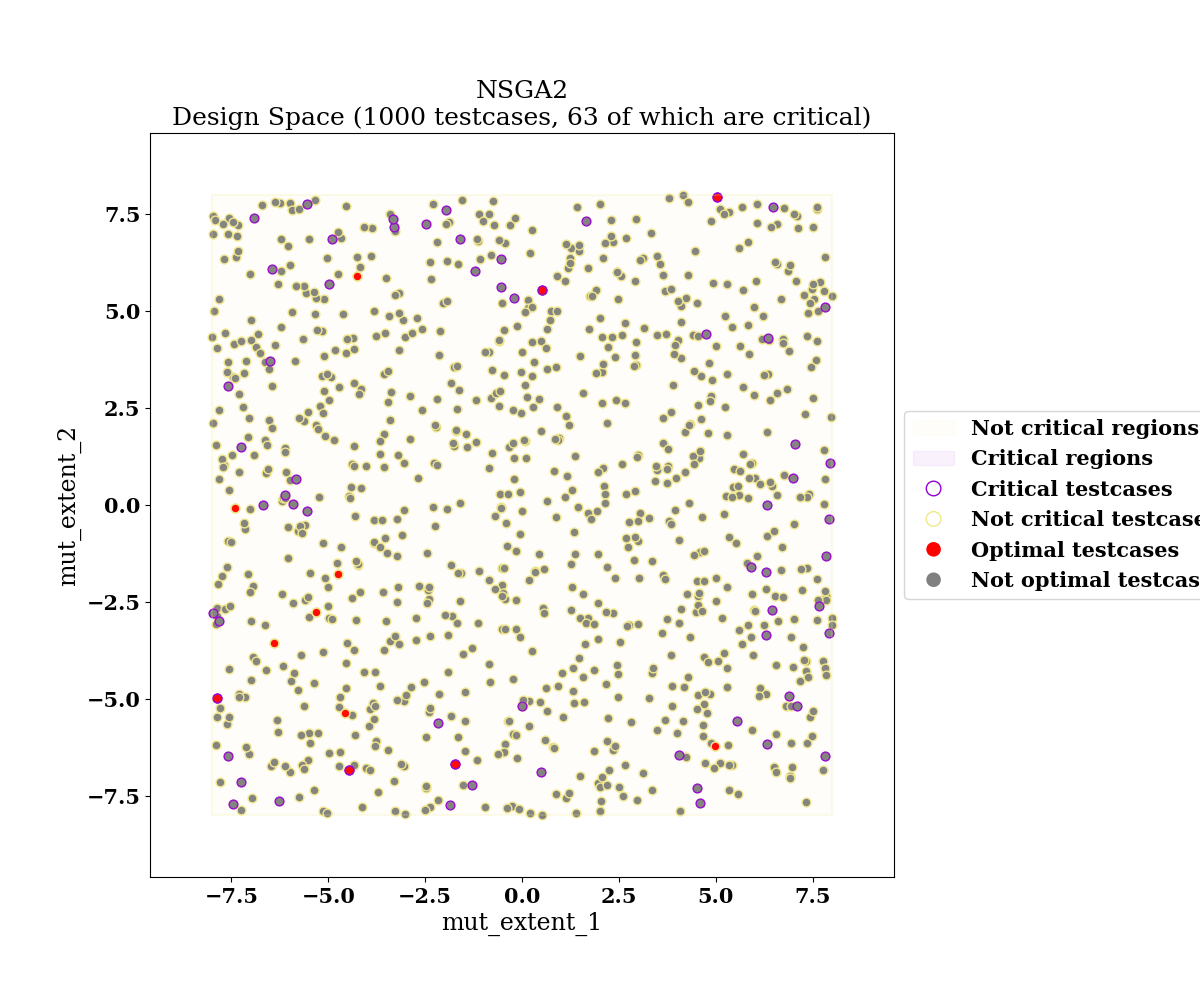 NSGA2
Design Space (1000 testcases, 63 of which are critical)
mut_extent_2
7.5
5.0
2.5
0.0
−2.5
−5.0
−7.5
−7.5
−5.0
−2.5
0.0
2.5
5.0
7.5
mut_extent_1
Not critical regions
Critical regions
Critical testcases
Not critical testcase
Optimal testcases
Not optimal testcas